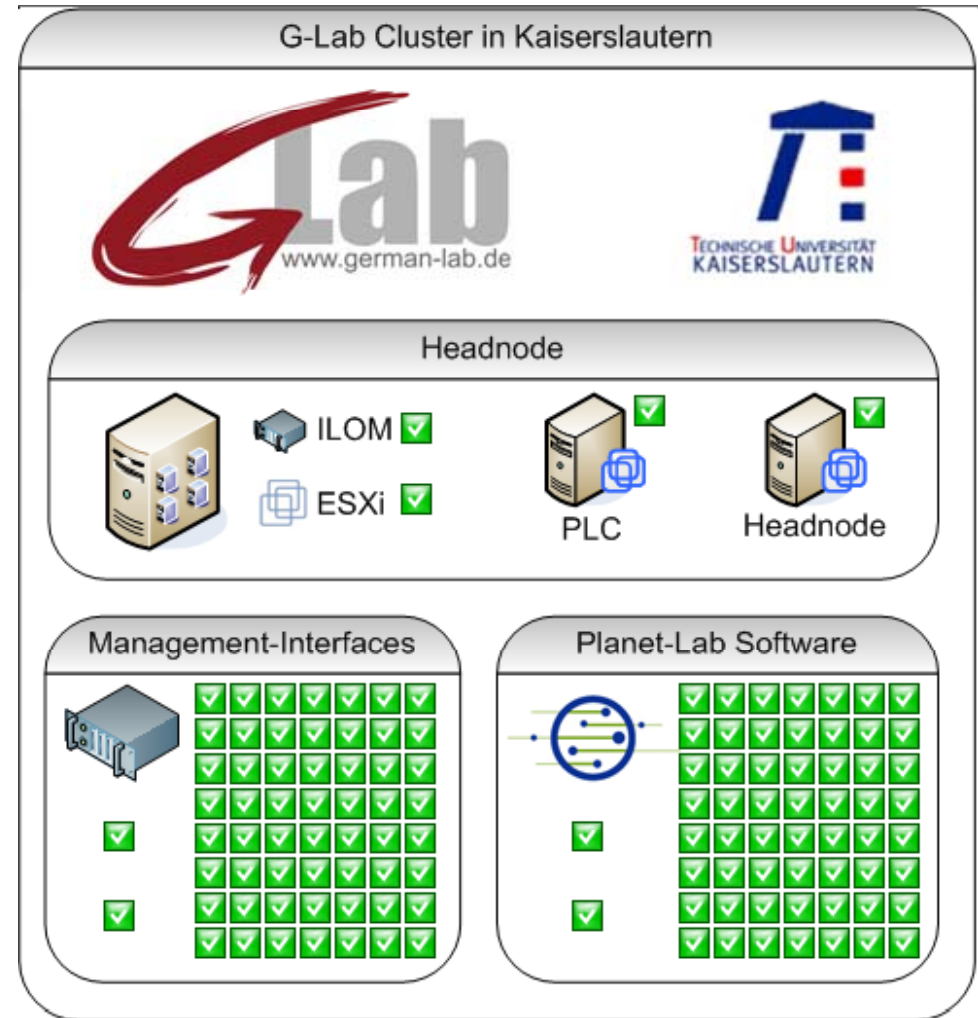 G-Lab Cluster in Kaiserslautern
G Lab
www.german-lab.de
TECHNISCHE UNIVERSITÄT
KAISERSLAUTERN
Headnode
ILOM
ESXi
PLC
Headnode
Management-Interfaces
Planet-Lab Software